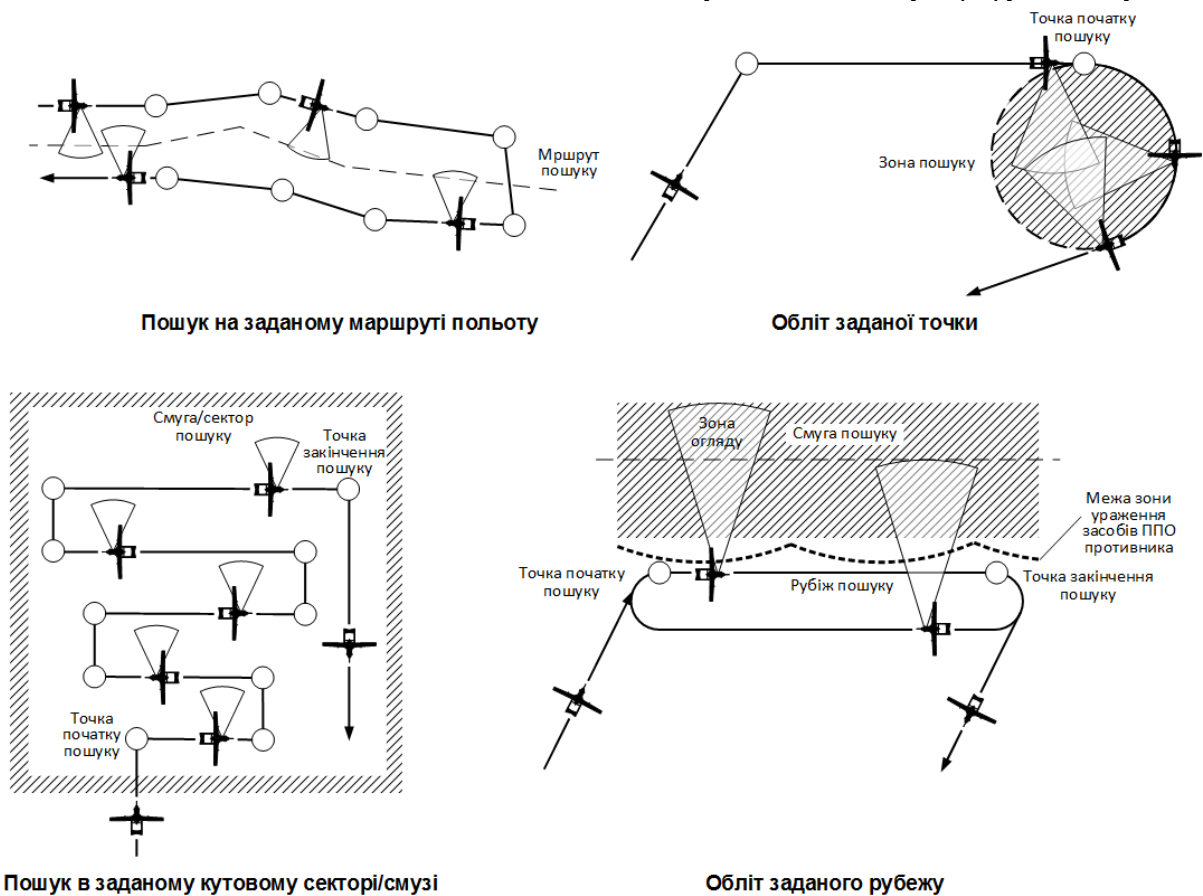 Точка початку
пошуку
Мршрут
пошуку
Зона пошуку
Пошук на заданому маршруті польоту
Обліт заданої точки
Смуга/сектор
пошуку
Точка
закінчення
пошуку
Точка
початку
пошуку
Зона
огляду
Смуга пошуку
Межа зони
ураження
засобів ППО
противника
Точка початку
пошуку
Рубіж пошуку
Точка закінчення
пошуку
Пошук в заданому кутовому секторі/смузі
Обліт заданого рубежу